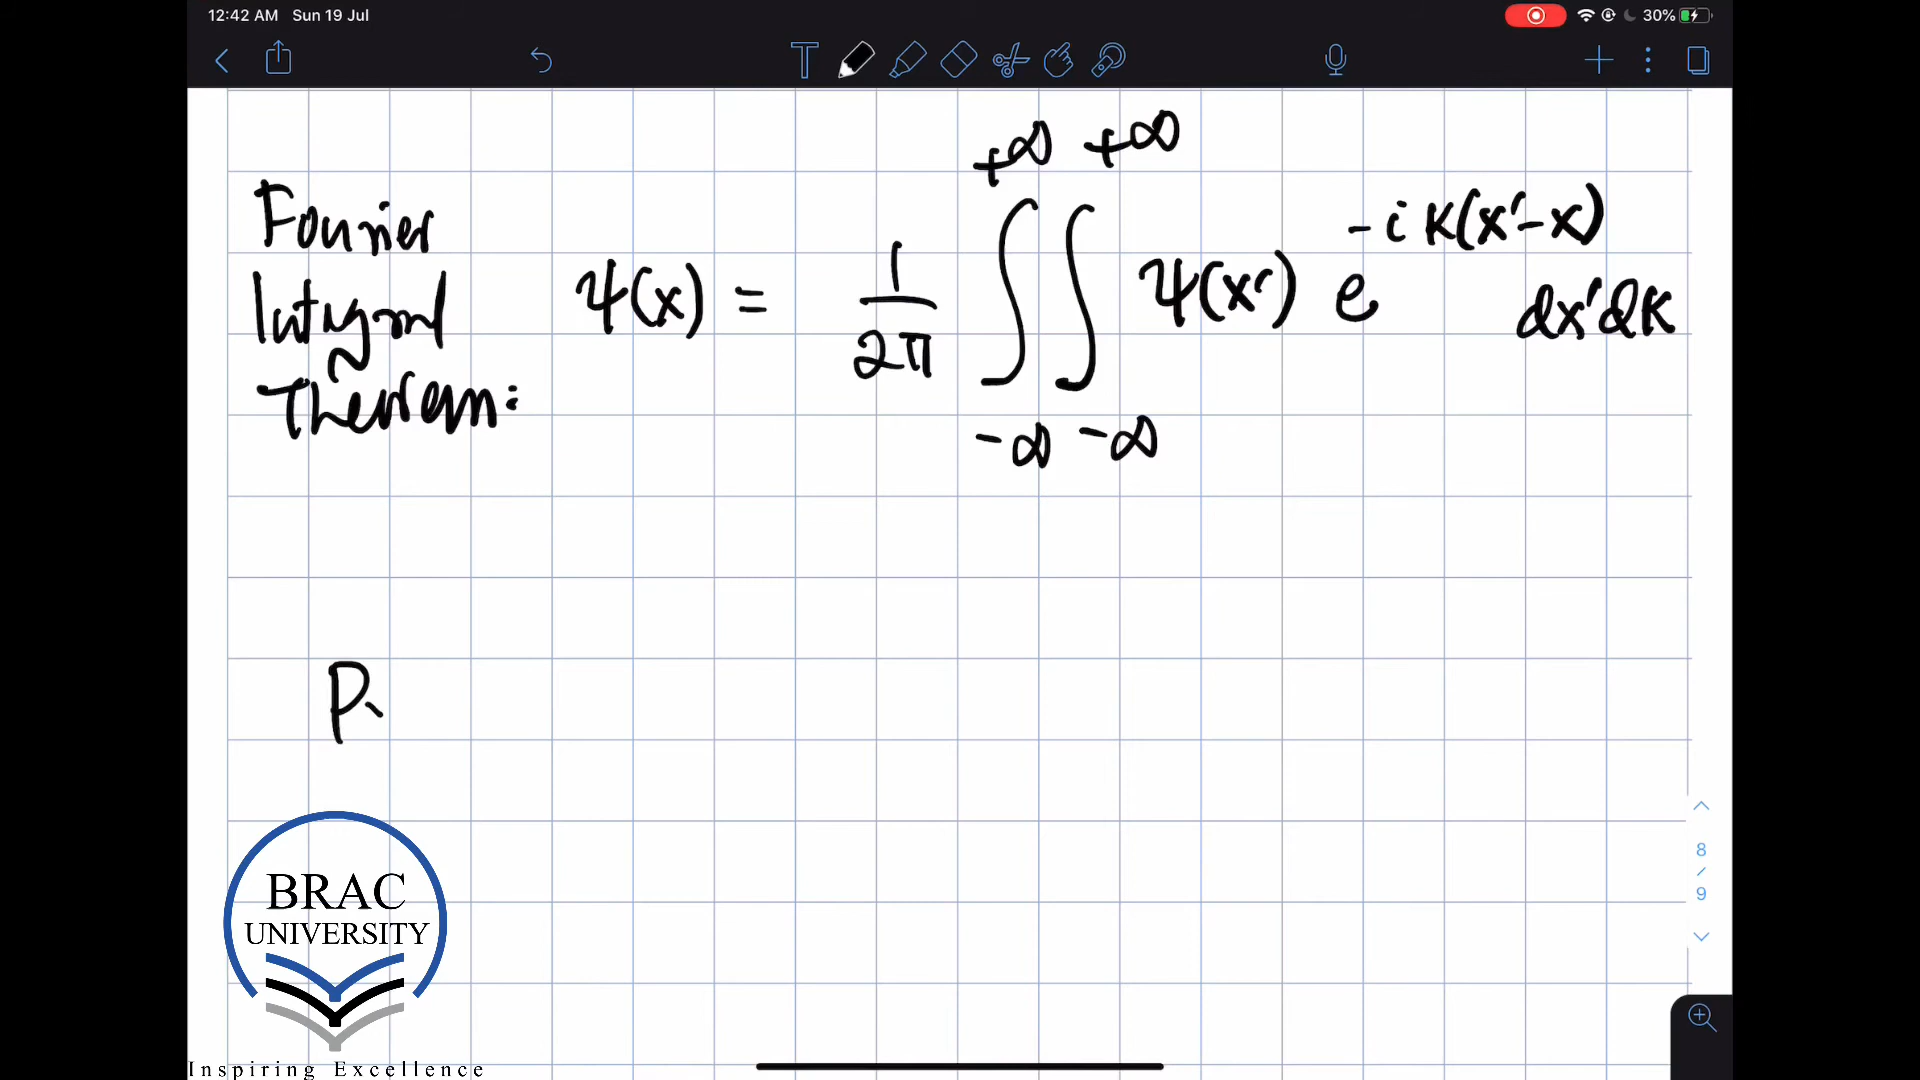 12:42 AM Sun 19 Jul
30%
Fourier
Integral
Theorem:
ψ(x) = 1/2π ∫_{-∞}^{+∞} ∫_{-∞}^{+∞} ψ(x') e^{-ik(x'-x)} dx'dk
P
8
/
9
BRAC
UNIVERSITY
Inspiring Excellence